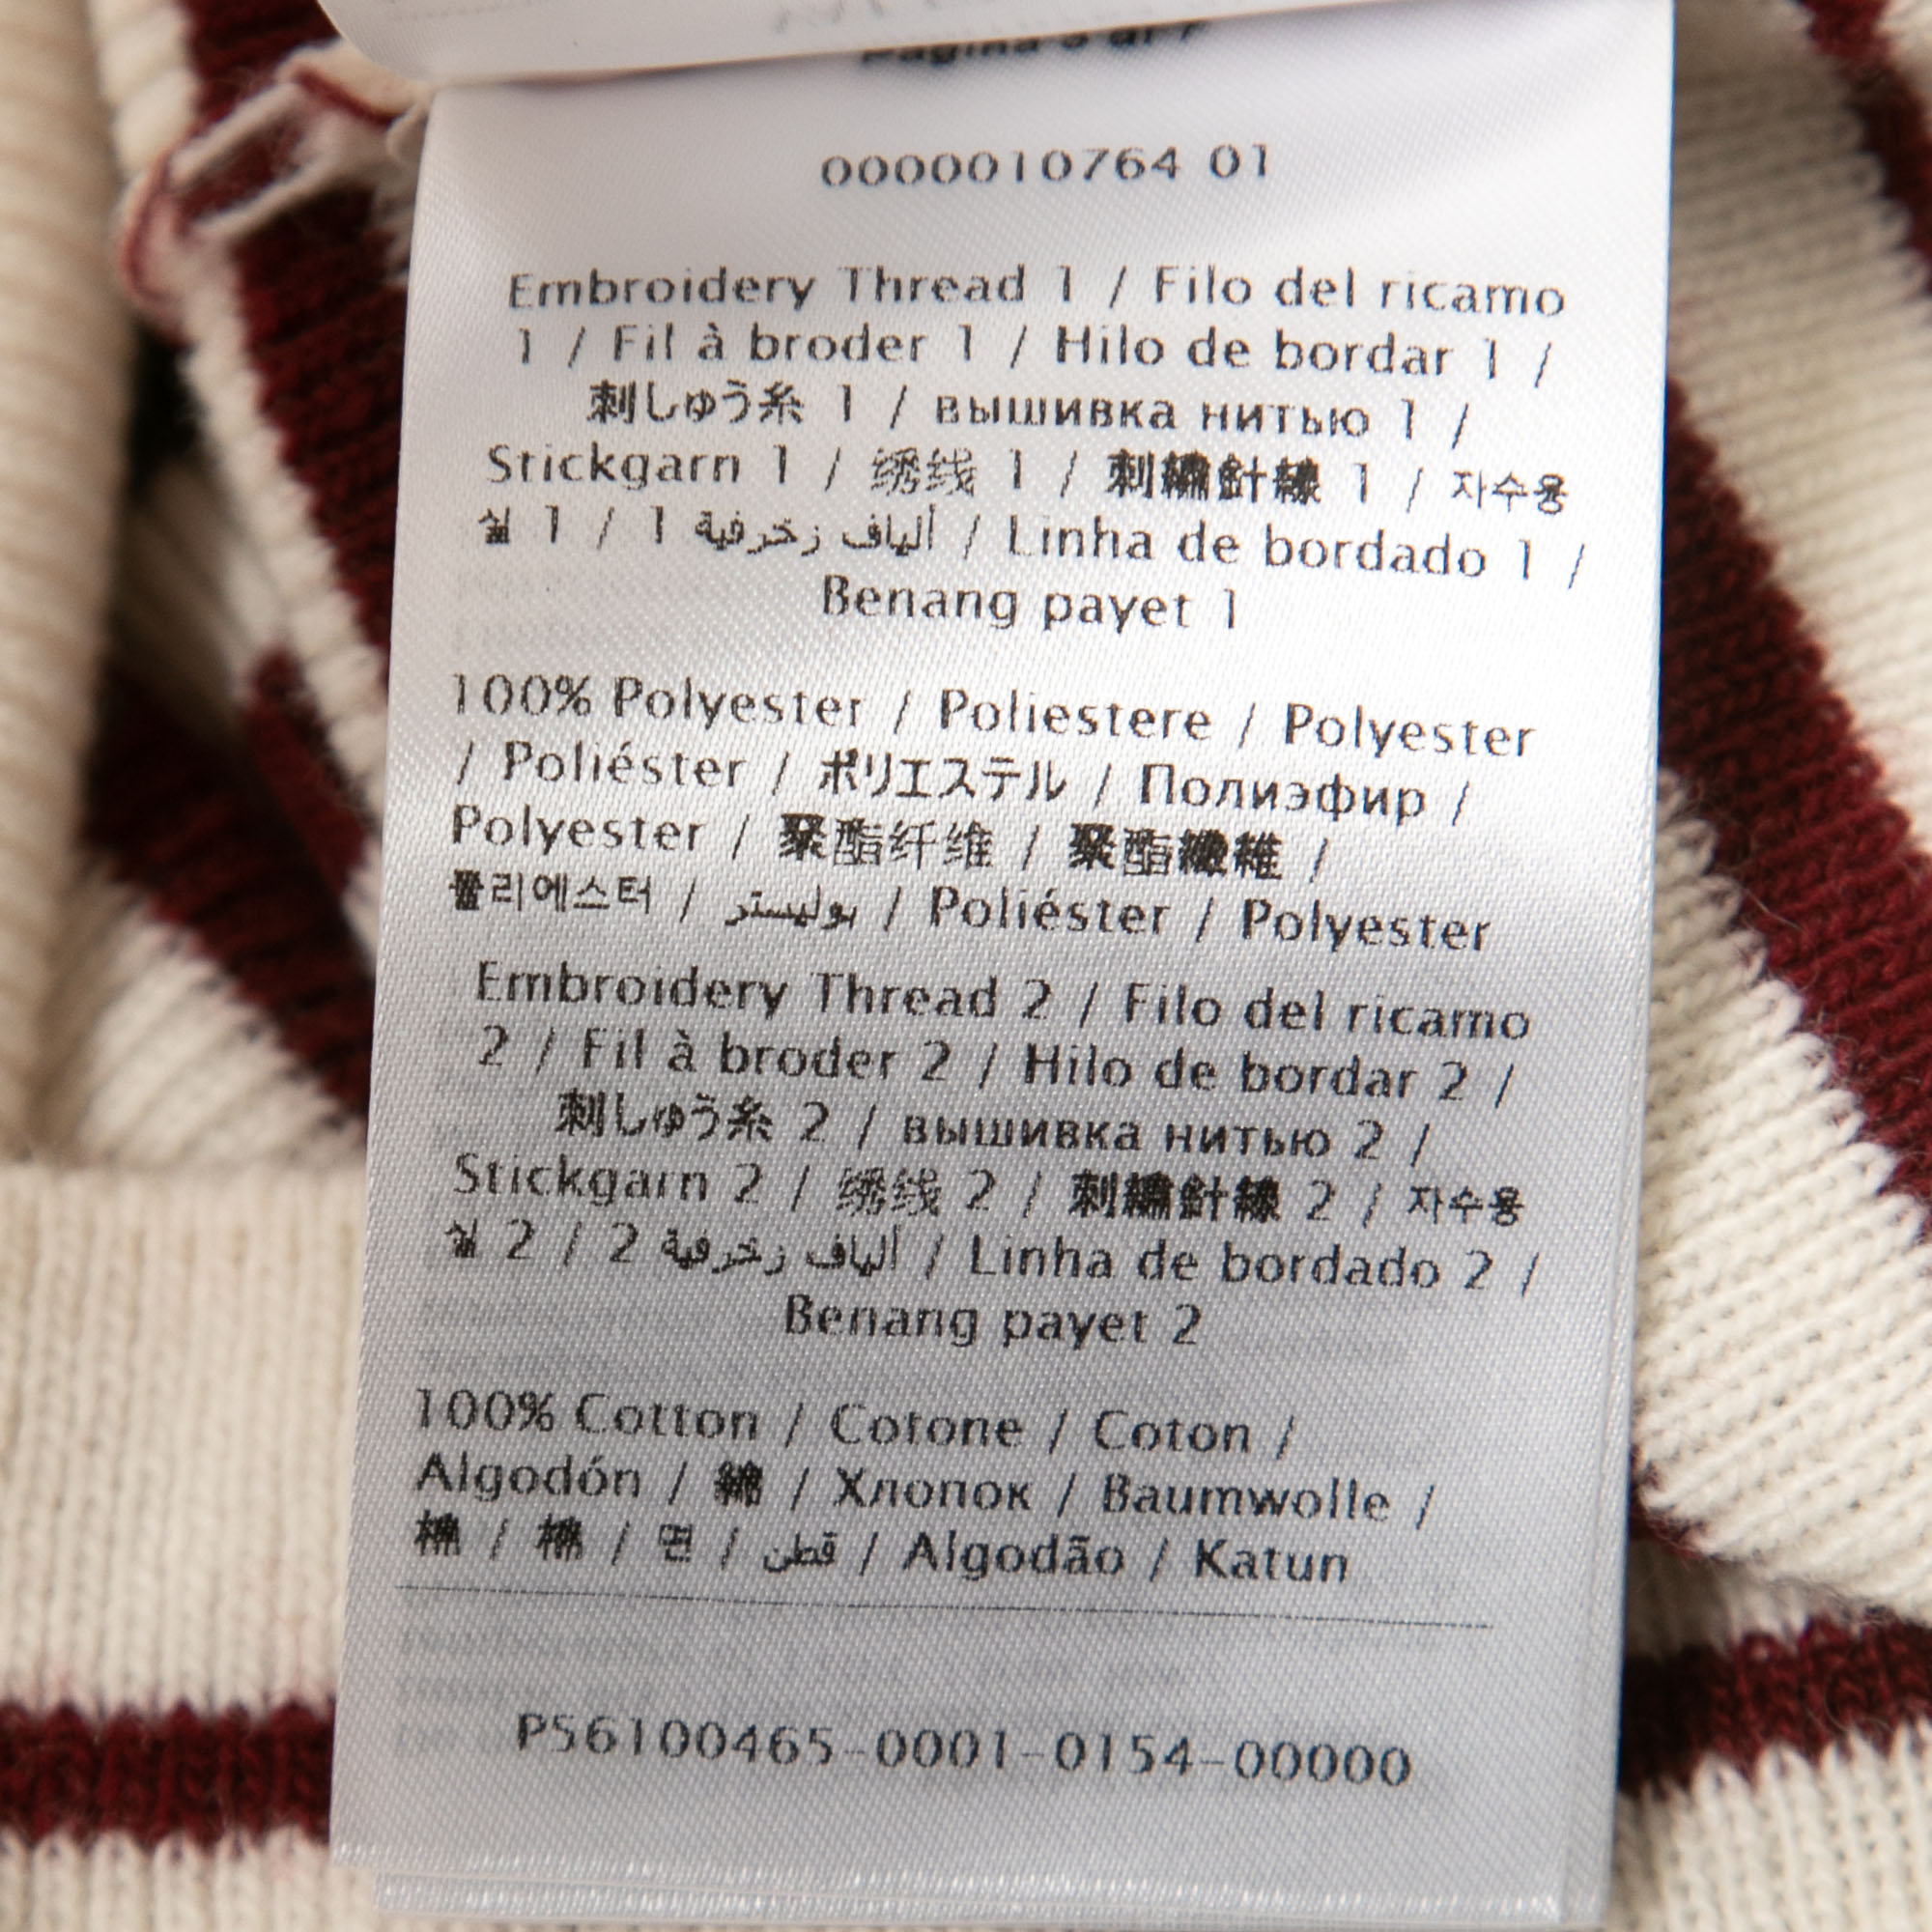 0000010764 01
Embroidery Thread 1 / Filo del ricamo
1 / Fil à broder 1 / Hilo de bordar 1 /
刺しゅう糸 1 / вышивка нитью 1 /
Stickgarn 1 / 绣线 1 / 刺繡針線 1 / 자수용
실 1 / 1 ألياف زخرفية / Linha de bordado 1 /
Benang payet 1
100% Polyester / Poliestere / Polyester
/ Poliéster / ポリエステル / Полиэфир /
Polyester / 聚酯纤维 / 聚酯纖維 /
폴리에스터 / بوليستر / Poliéster / Polyester
Embroidery Thread 2 / Filo del ricamo
2 / Fil à broder 2 / Hilo de bordar 2 /
刺しゅう糸 2 / вышивка нитью 2 /
Stickgarn 2 / 绣线 2 / 刺繡針線 2 / 자수용
실 2 / 2 ألياف زخرفية / Linha de bordado 2 /
Benang payet 2
100% Cotton / Cotone / Coton /
Algodón / 綿 / Хлопок / Baumwolle /
棉 / 棉 / 면 / قطن / Algodão / Katun
P56100465-0001-0154-00000